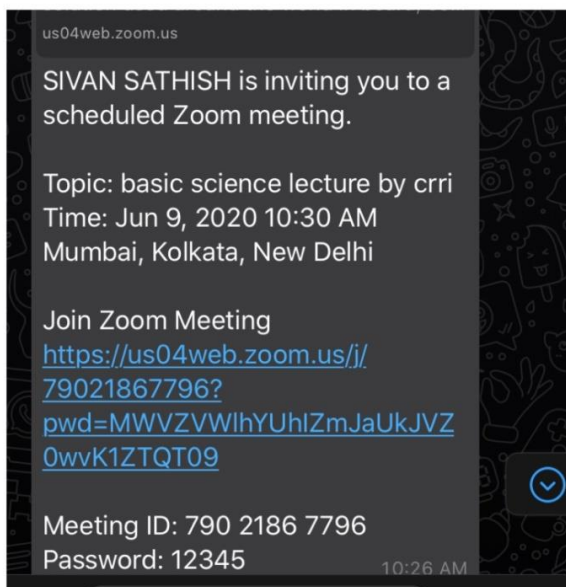 us04web.zoom.us
SIVAN SATHISH is inviting you to a
scheduled Zoom meeting.
Topic: basic science lecture by crri
Time: Jun 9, 2020 10:30 AM
Mumbai, Kolkata, New Delhi
Join Zoom Meeting
https://us04web.zoom.us/j/
79021867796?
pwd=MWVZVWlhYUhIZmJaUkJVZ
0wvK1ZTQT09
Meeting ID: 790 2186 7796
Password: 12345
10:26 AM